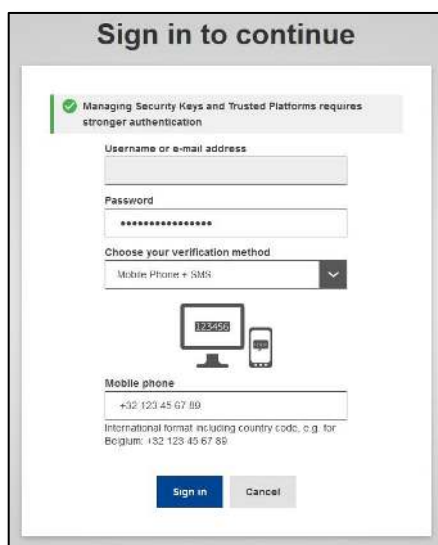 Sign in to continue
Managing Security Keys and Trusted Platforms requires
stronger authentication
Username or e-mail address
Password
••••••••••••••••
Choose your verification method
Mobile Phone + SMS
123456
Mobile phone
+32 123 45 67 89
International format including country code, e.g. for
Belgium: +32 123 45 67 89
Sign in
Cancel